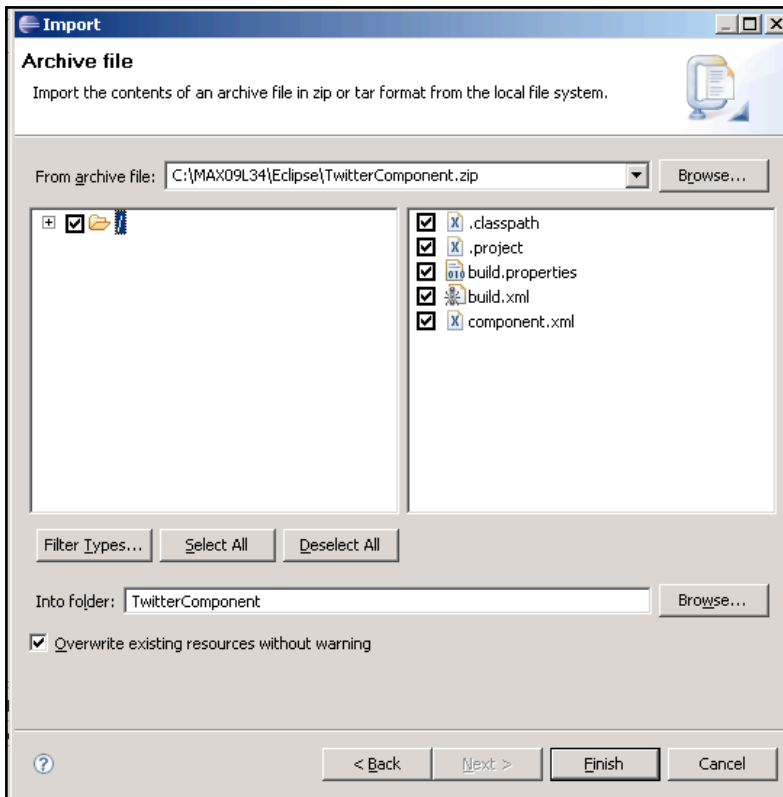 Import
Archive file
Import the contents of an archive file in zip or tar format from the local file system.
From archive file: C:\MAX09L34\Eclipse\TwitterComponent.zip Browse...
/ .classpath
.project
build.properties
build.xml
component.xml
Filter Types... Select All Deselect All
Into folder: TwitterComponent Browse...
Overwrite existing resources without warning
< Back Next > Finish Cancel